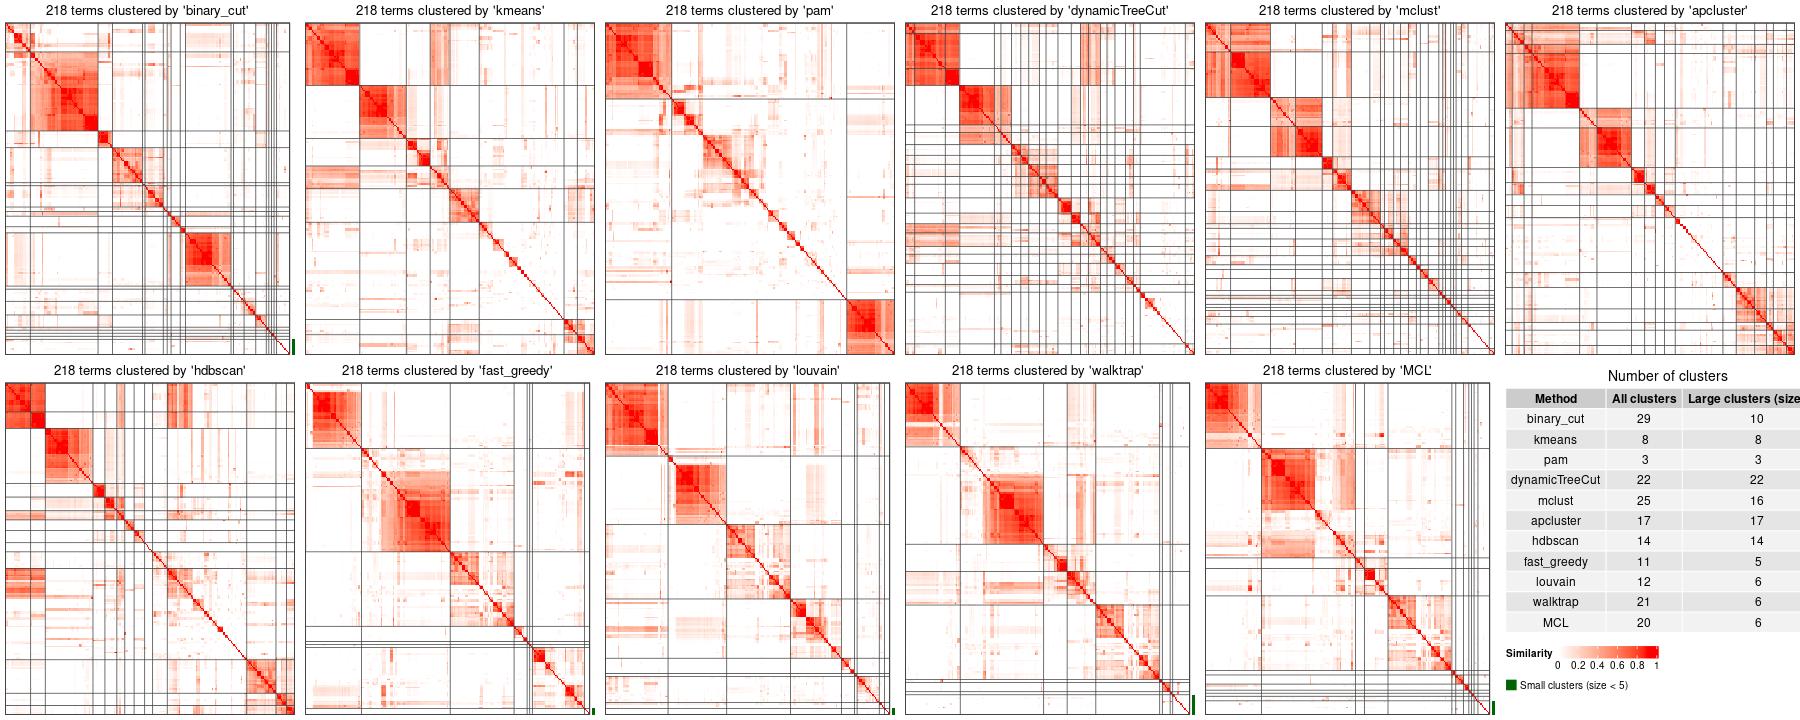 218 terms clustered by 'binary_cut'
218 terms clustered by 'kmeans'
218 terms clustered by 'pam'
218 terms clustered by 'dynamicTreeCut'
218 terms clustered by 'mclust'
218 terms clustered by 'apcluster'
218 terms clustered by 'hdbscan'
218 terms clustered by 'fast_greedy'
218 terms clustered by 'louvain'
218 terms clustered by 'walktrap'
218 terms clustered by 'MCL'
Number of clusters
Method All clusters Large clusters (size
binary_cut 29 10
kmeans 8 8
pam 3 3
dynamicTreeCut 22 22
mclust 25 16
apcluster 17 17
hdbscan 14 14
fast_greedy 11 5
louvain 12 6
walktrap 21 6
MCL 20 6
Similarity
0 0.2 0.4 0.6 0.8 1
Small clusters (size < 5)